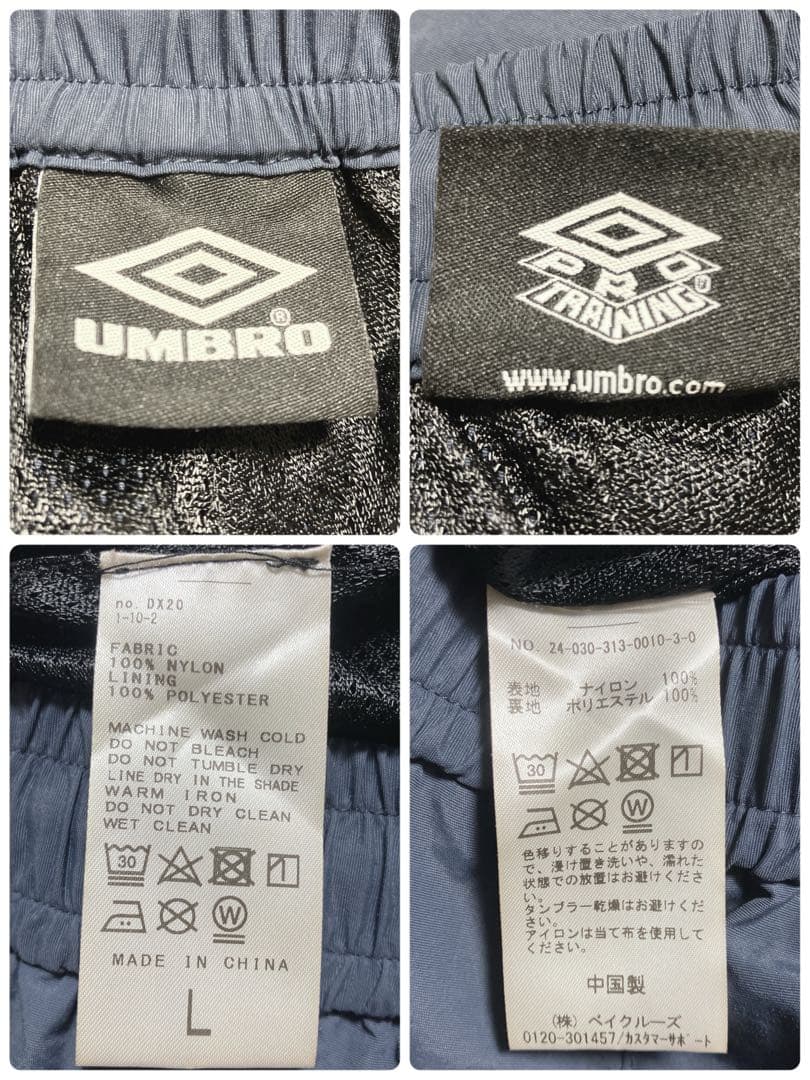 UMBRO®
PRO
TRAINING
www.umbro.com
no. DX20
1-10-2
FABRIC
100% NYLON
LINING
100% POLYESTER
MACHINE WASH COLD
DO NOT BLEACH
DO NOT TUMBLE DRY
LINE DRY IN THE SHADE
WARM IRON
DO NOT DRY CLEAN
WET CLEAN
30
W
MADE IN CHINA
L
NO. 24-030-313-0010-3-0
表地 ナイロン 100%
裏地 ポリエステル 100%
30
W
色移りすることがありますの
で、浸け置き洗いや、濡れた
状態での放置はお避けくださ
い。
タンブラー乾燥はお避けくだ
さい。
アイロンは当て布を使用して
ください。
中国製
(株) ベイクルーズ
0120-301457/カスタマーサポート